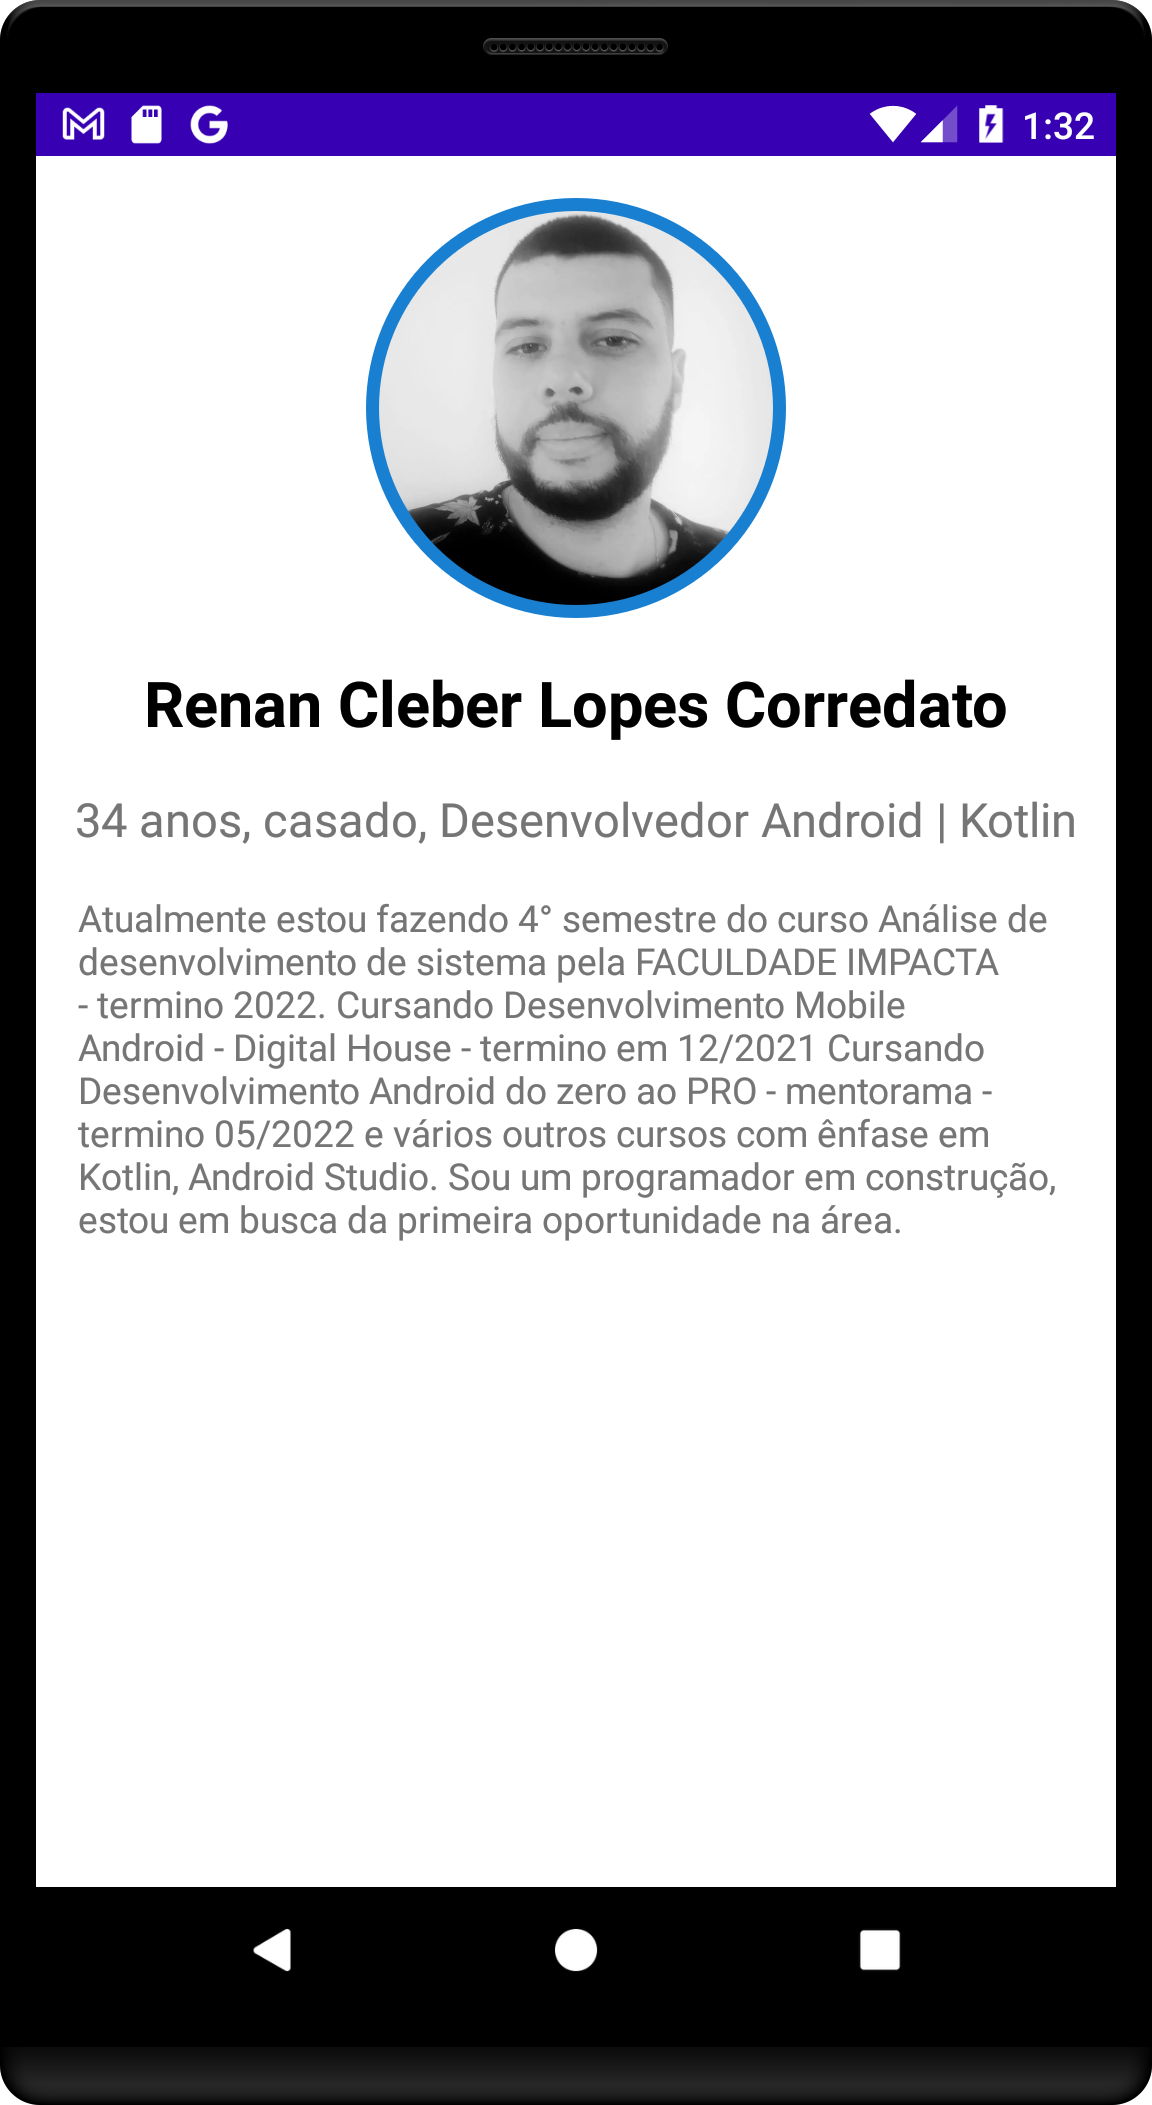 1:32
Renan Cleber Lopes Corredato
34 anos, casado, Desenvolvedor Android | Kotlin
Atualmente estou fazendo 4° semestre do curso Análise de
desenvolvimento de sistema pela FACULDADE IMPACTA
- termino 2022. Cursando Desenvolvimento Mobile
Android - Digital House - termino em 12/2021 Cursando
Desenvolvimento Android do zero ao PRO - mentorama -
termino 05/2022 e vários outros cursos com ênfase em
Kotlin, Android Studio. Sou um programador em construção,
estou em busca da primeira oportunidade na área.